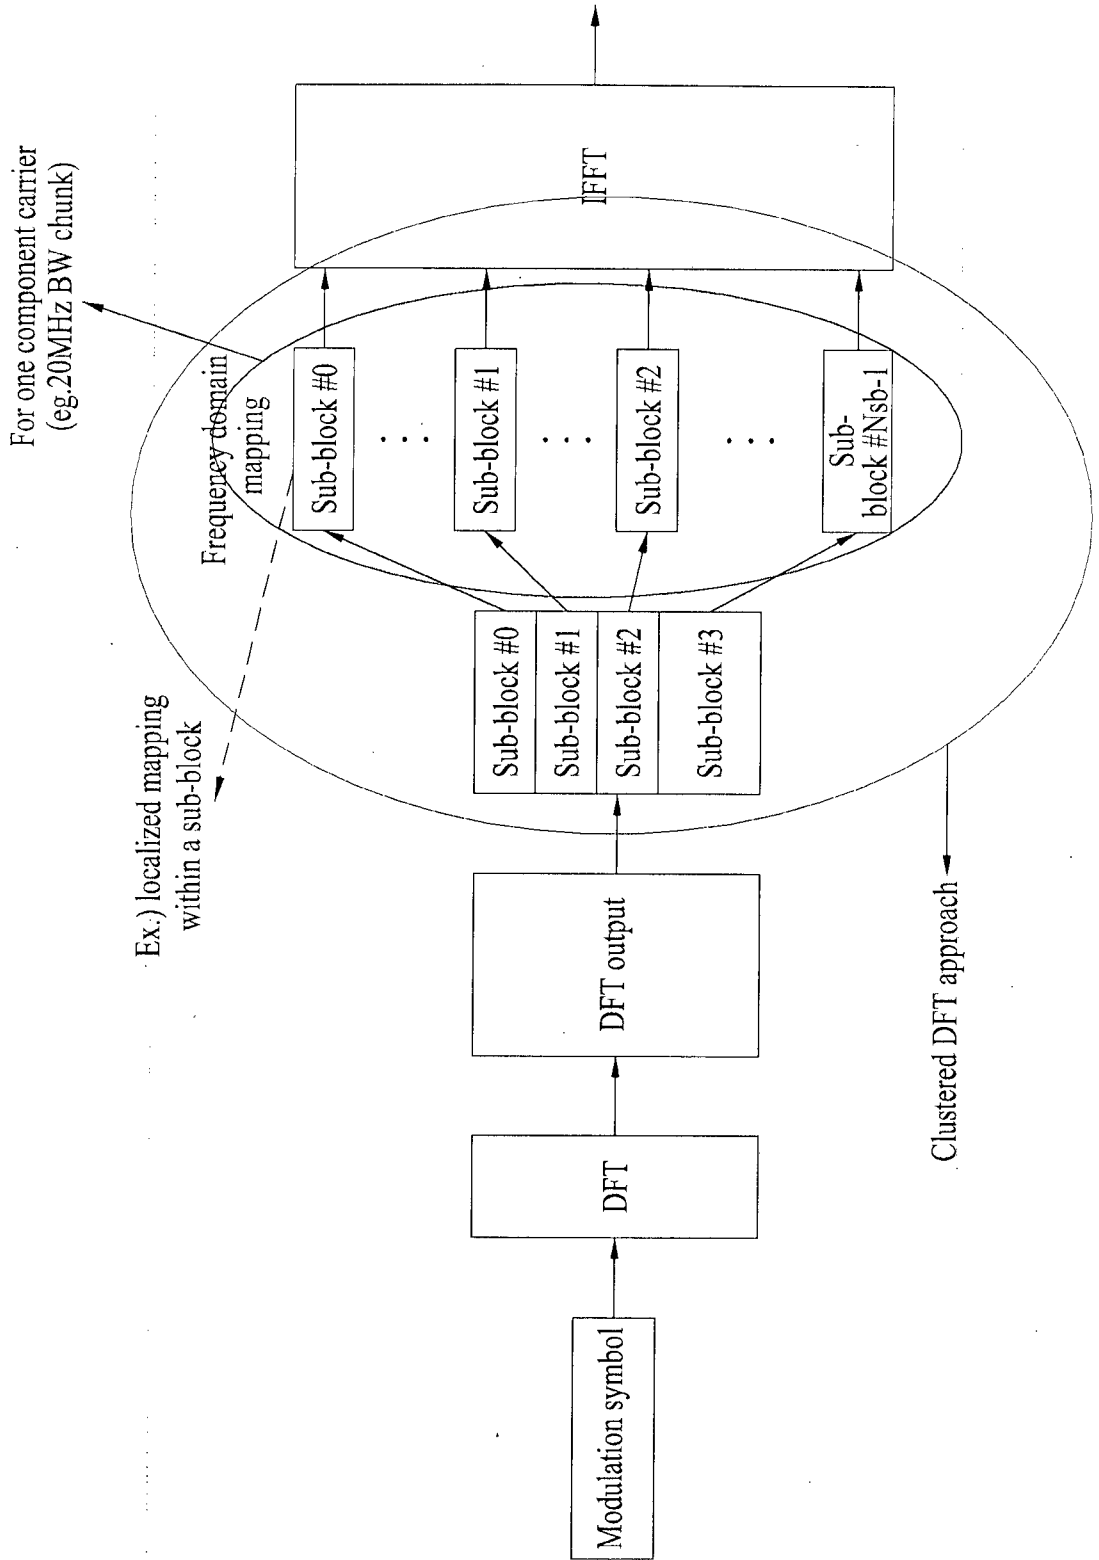 For one component carrier
(eg.20MHz BW chunk)
Ex.) localized mapping
within a sub-block
Frequency domain
mapping
Modulation symbol
DFT
DFT output
Sub-block #0
Sub-block #1
Sub-block #2
Sub-block #3
Sub-block #0
Sub-block #1
Sub-block #2
Sub-
block #Nsb-1
IFFT
Clustered DFT approach